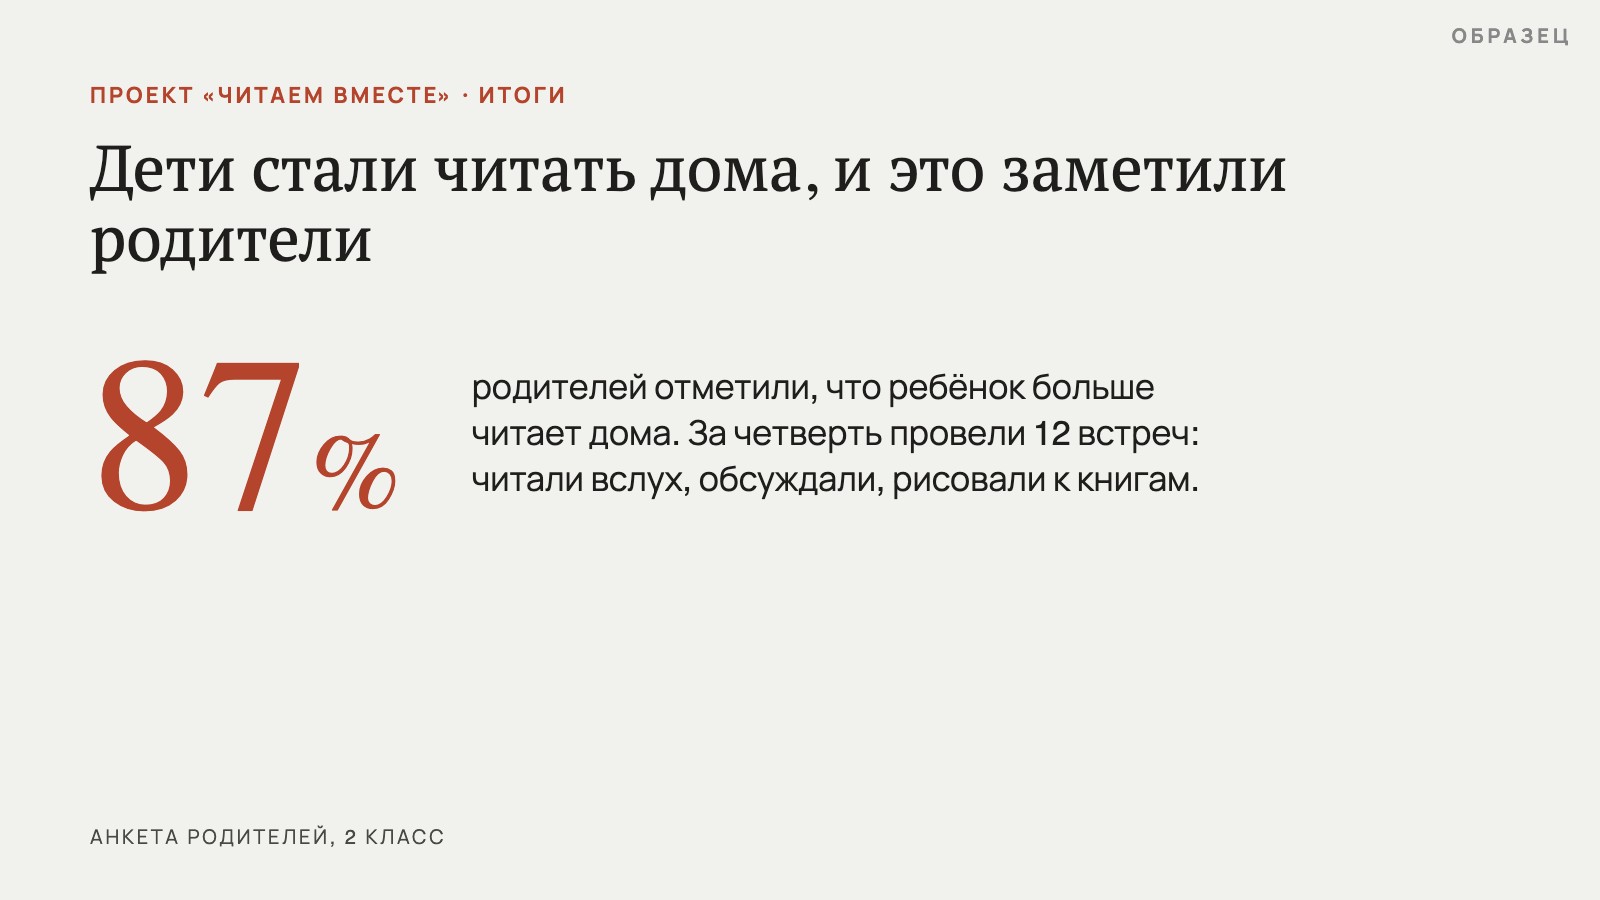 ОБРАЗЕЦ
ПРОЕКТ «ЧИТАЕМ ВМЕСТЕ» · ИТОГИ
Дети стали читать дома, и это заметили
родители
87%
родителей отметили, что ребёнок больше
читает дома. За четверть провели 12 встреч:
читали вслух, обсуждали, рисовали к книгам.
АНКЕТА РОДИТЕЛЕЙ, 2 КЛАСС